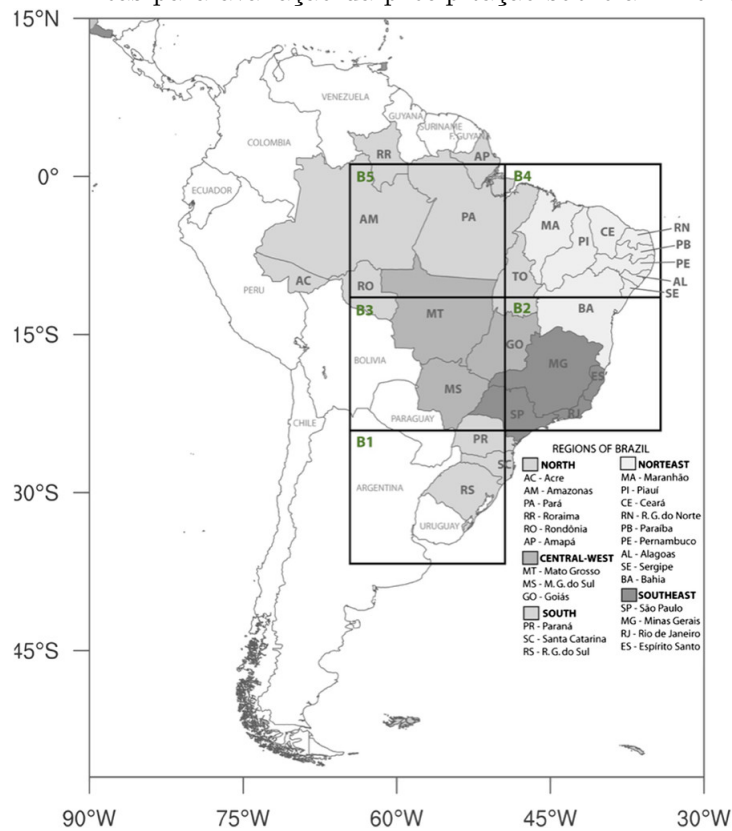 para avaliação da precipitação sobre a
15°N
VENEZUELA
GUYANA
SURINAME
F. GUYANA
COLOMBIA
RR
AP
0°
B5
B4
ECUADOR
AM
PA
MA
CE
RN
PI
PB
PE
TO
AL
SE
AC
RO
PERU
B3
B2
BA
MT
15°S
GO
BOLIVIA
MG
ES
MS
SP
RJ
PARAGUAY
CHILE
B1
PR
SC
ARGENTINA
RS
30°S
URUGUAY
REGIONS OF BRAZIL
NORTH
AC - Acre
AM - Amazonas
PA - Pará
RR - Roraima
RO - Rondônia
AP - Amapá
CENTRAL-WEST
MT - Mato Grosso
MS - M. G. do Sul
GO - Goiás
SOUTH
PR - Paraná
SC - Santa Catarina
RS - R. G. do Sul
NORTEAST
MA - Maranhão
PI - Piauí
CE - Ceará
RN - R. G. do Norte
PB - Paraíba
PE - Pernambuco
AL - Alagoas
SE - Sergipe
BA - Bahia
SOUTHEAST
SP - São Paulo
MG - Minas Gerais
RJ - Rio de Janeiro
ES - Espírito Santo
45°S
90°W
75°W
60°W
45°W
30°W